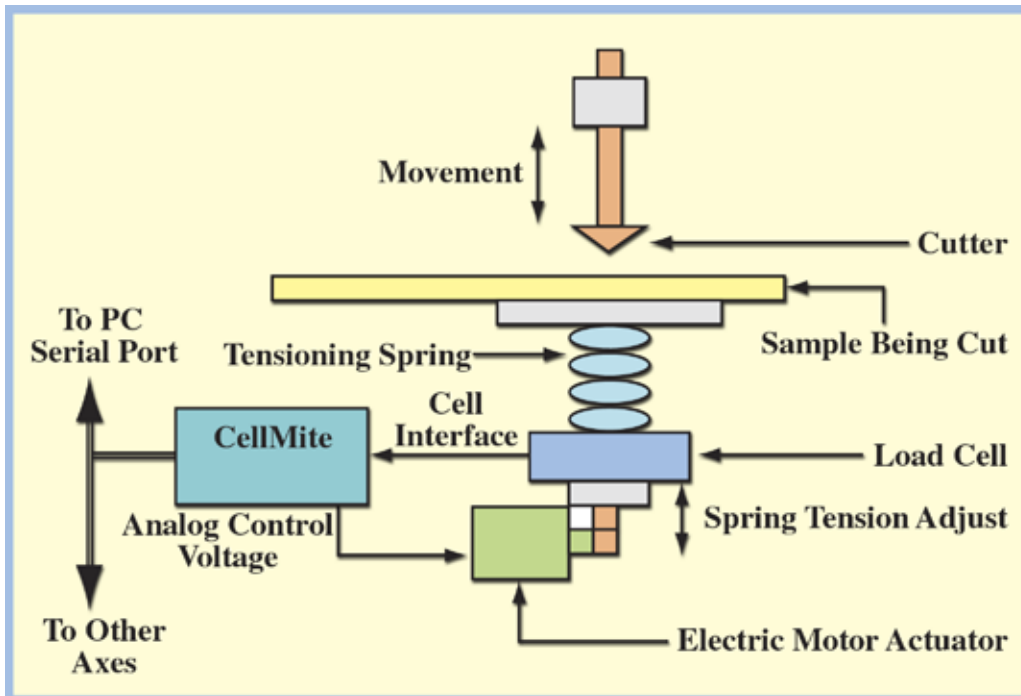 Movement
Cutter
To PC
Serial Port
Tensioning Spring
Sample Being Cut
Cell
Interface
CellMite
Load Cell
Analog Control
Voltage
Spring Tension Adjust
To Other
Axes
Electric Motor Actuator